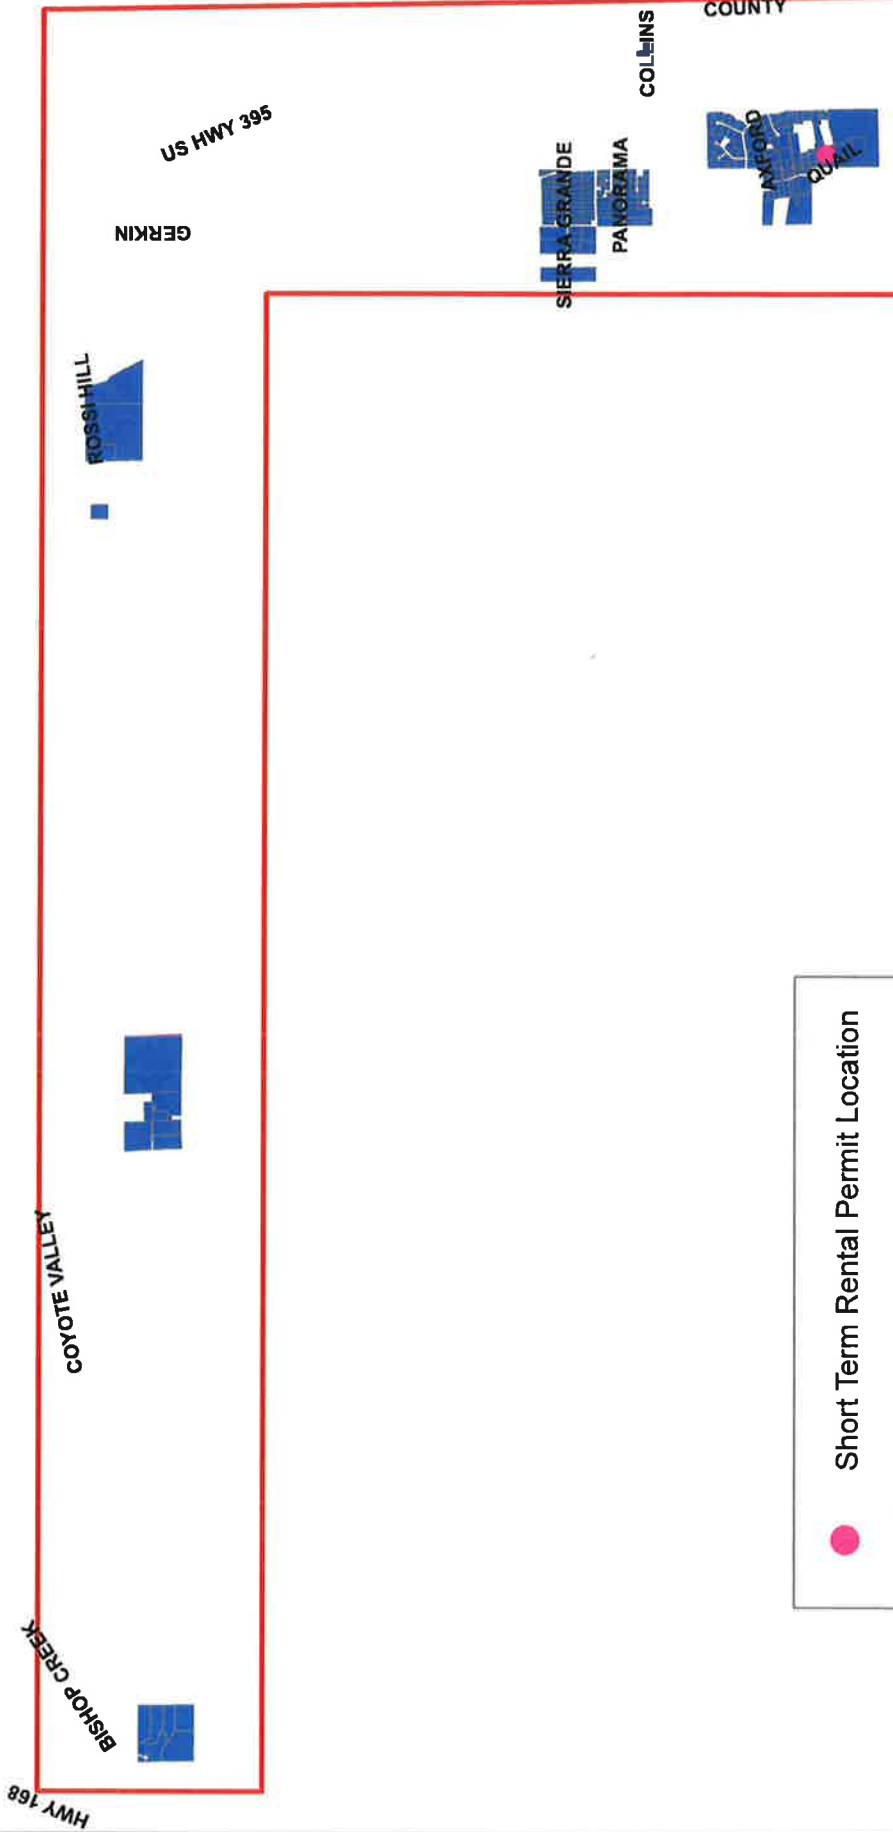 HWY 168
BISHOP CREEK
COYOTE VALLEY
ROSSI HILL
GERKIN
US HWY 395
SIERRA GRANDE
PANORAMA
COLLINS
COUNTY
AXFORD
QUAIL
Short Term Rental Permit Location